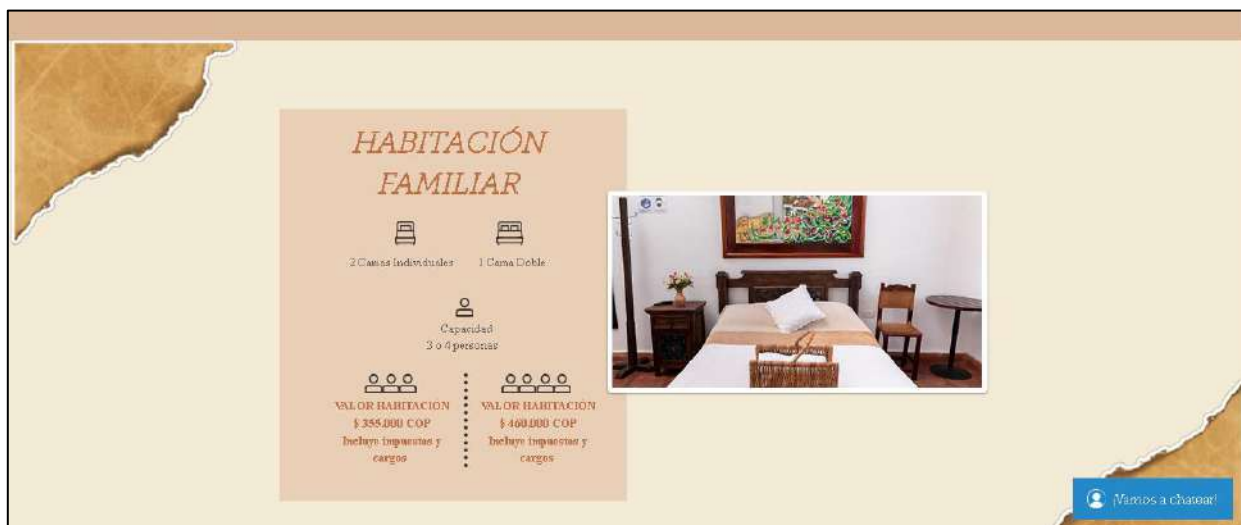 HABITACIÓN
FAMILIAR
2 Camas Individuales
1 Cama Doble
Capacidad
3 o 4 personas
VALOR HABITACIÓN
$ 355.000 COP
Incluye impuestos y
cargos
VALOR HABITACIÓN
$ 460.000 COP
Incluye impuestos y
cargos
¡Vamos a chatear!